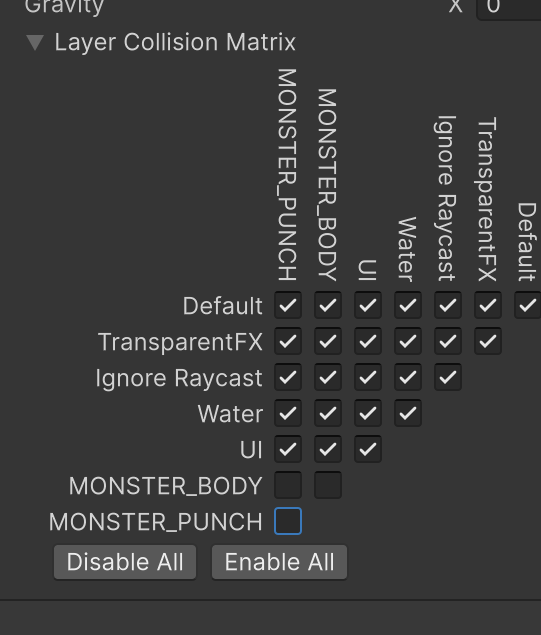 Gravity X 0
Layer Collision Matrix
MONSTER_PUNCH
MONSTER_BODY
UI
Water
Ignore Raycast
TransparentFX
Default
Default
TransparentFX
Ignore Raycast
Water
UI
MONSTER_BODY
MONSTER_PUNCH
Disable All Enable All